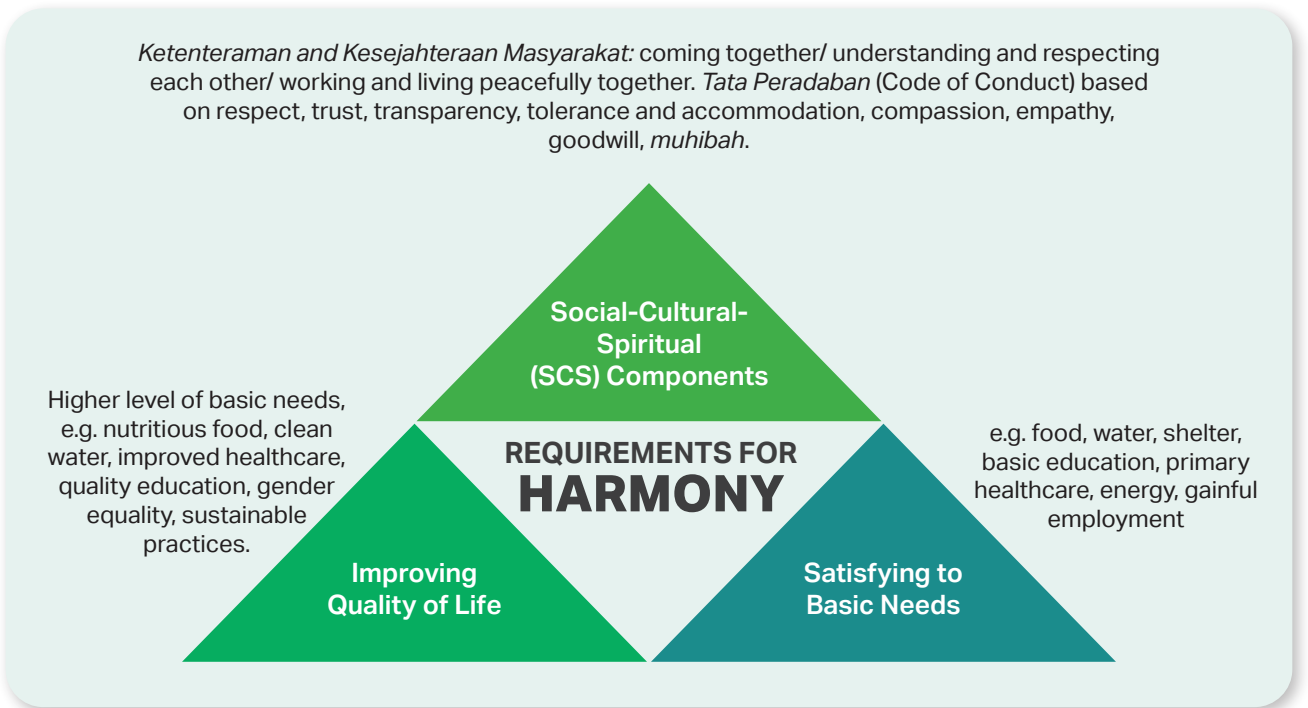 Ketenteraman and Kesejahteraan Masyarakat: coming together/ understanding and respecting
each other/ working and living peacefully together. Tata Peradaban (Code of Conduct) based
on respect, trust, transparency, tolerance and accommodation, compassion, empathy,
goodwill, muhibah.
Social-Cultural-
Spiritual
(SCS) Components
Higher level of basic needs,
e.g. nutritious food, clean
water, improved healthcare,
quality education, gender
equality, sustainable
practices.
REQUIREMENTS FOR
HARMONY
e.g. food, water, shelter,
basic education, primary
healthcare, energy, gainful
employment
Improving
Quality of Life
Satisfying to
Basic Needs